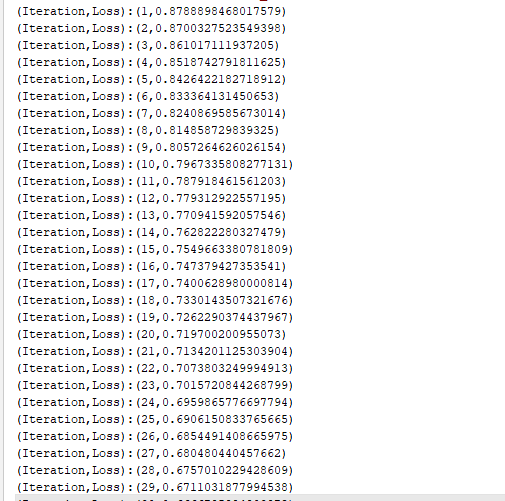 (Iteration,Loss):(1,0.8788898468017579)
(Iteration,Loss):(2,0.8700327523549398)
(Iteration,Loss):(3,0.861017111937205)
(Iteration,Loss):(4,0.8518742791811625)
(Iteration,Loss):(5,0.8426422182718912)
(Iteration,Loss):(6,0.833364131450653)
(Iteration,Loss):(7,0.8240869585673014)
(Iteration,Loss):(8,0.814858729839325)
(Iteration,Loss):(9,0.8057264626026154)
(Iteration,Loss):(10,0.7967335808277131)
(Iteration,Loss):(11,0.787918461561203)
(Iteration,Loss):(12,0.779312922557195)
(Iteration,Loss):(13,0.770941592057546)
(Iteration,Loss):(14,0.762822280327479)
(Iteration,Loss):(15,0.7549663380781809)
(Iteration,Loss):(16,0.747379427353541)
(Iteration,Loss):(17,0.7400628980000814)
(Iteration,Loss):(18,0.7330143507321676)
(Iteration,Loss):(19,0.7262290374437967)
(Iteration,Loss):(20,0.719700200955073)
(Iteration,Loss):(21,0.7134201125303904)
(Iteration,Loss):(22,0.7073803249994913)
(Iteration,Loss):(23,0.7015720844268799)
(Iteration,Loss):(24,0.6959865776697794)
(Iteration,Loss):(25,0.6906150833765665)
(Iteration,Loss):(26,0.6854491408665975)
(Iteration,Loss):(27,0.680480440457662)
(Iteration,Loss):(28,0.6757010229428609)
(Iteration,Loss):(29,0.6711031877994538)